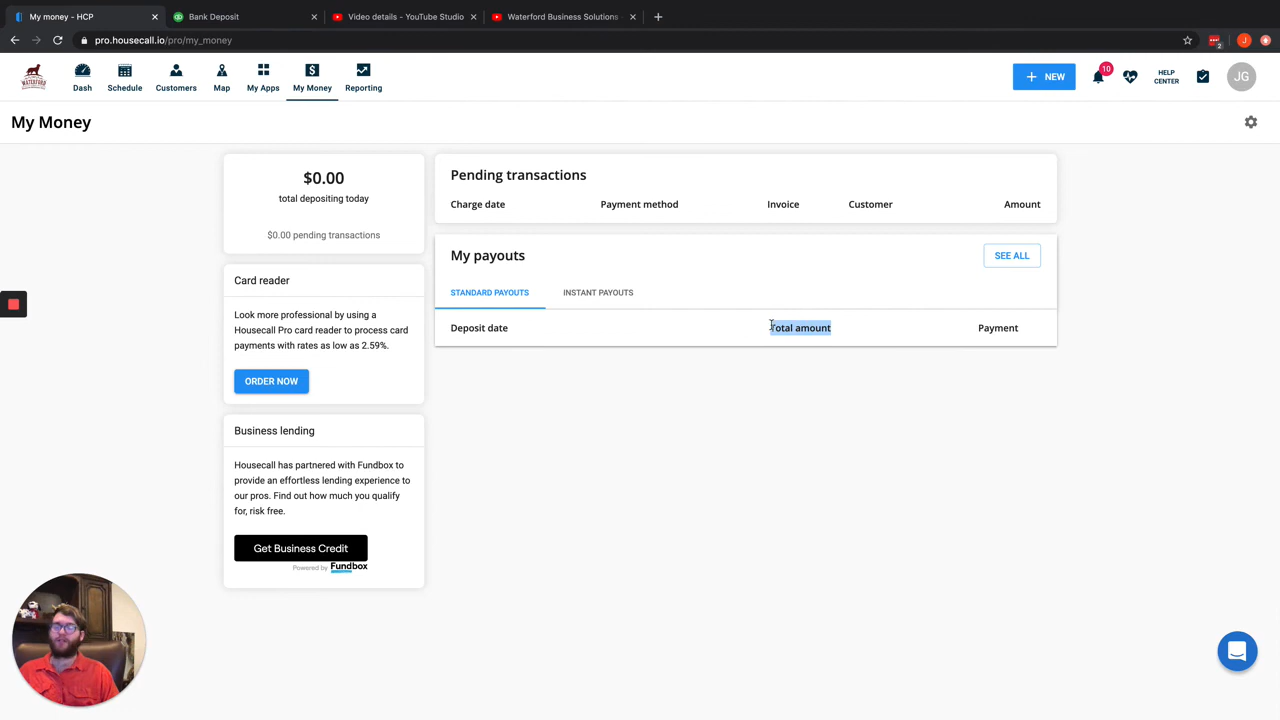 My money - HCP
Bank Deposit
Video details - YouTube Studio
Waterford Business Solutions
pro.housecall.io/pro/my_money
2
J
WATERFORD
Dash
Schedule
Customers
Map
My Apps
My Money
Reporting
+ NEW
10
HELP
CENTER
JG
My Money
$0.00
total depositing today
$0.00 pending transactions
Card reader
Look more professional by using a
Housecall Pro card reader to process card
payments with rates as low as 2.59%.
ORDER NOW
Business lending
Housecall has partnered with Fundbox to
provide an effortless lending experience to
our pros. Find out how much you qualify
for, risk free.
Get Business Credit
Powered by Fundbox
Pending transactions
Charge date
Payment method
Invoice
Customer
Amount
My payouts
SEE ALL
STANDARD PAYOUTS
INSTANT PAYOUTS
Deposit date
Total amount
Payment